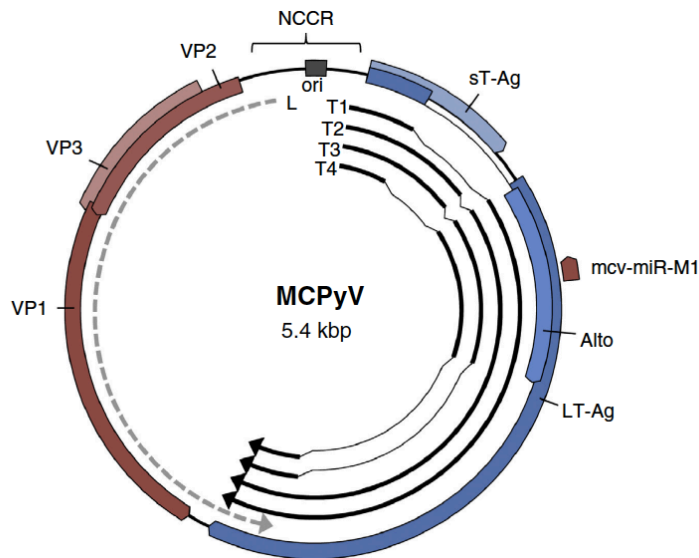 NCCR
VP2
ori
sT-Ag
L
T1
T2
T3
T4
VP3
mcv-miR-M1
MCPyV
5.4 kbp
VP1
Alto
LT-Ag